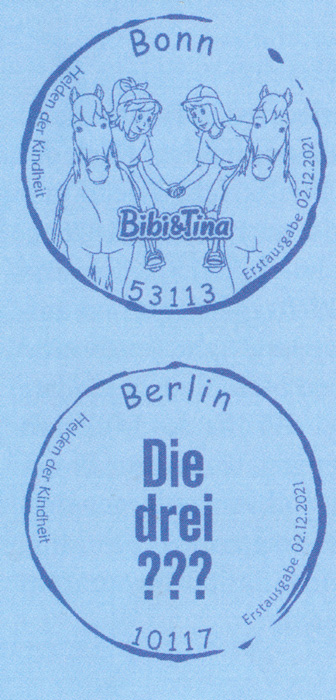 Bonn
Helden der Kindheit
Bibi&Tina
Erstausgabe 02.12.2021
53113
Berlin
Helden der Kindheit
Die
drei
???
Erstausgabe 02.12.2021
10117